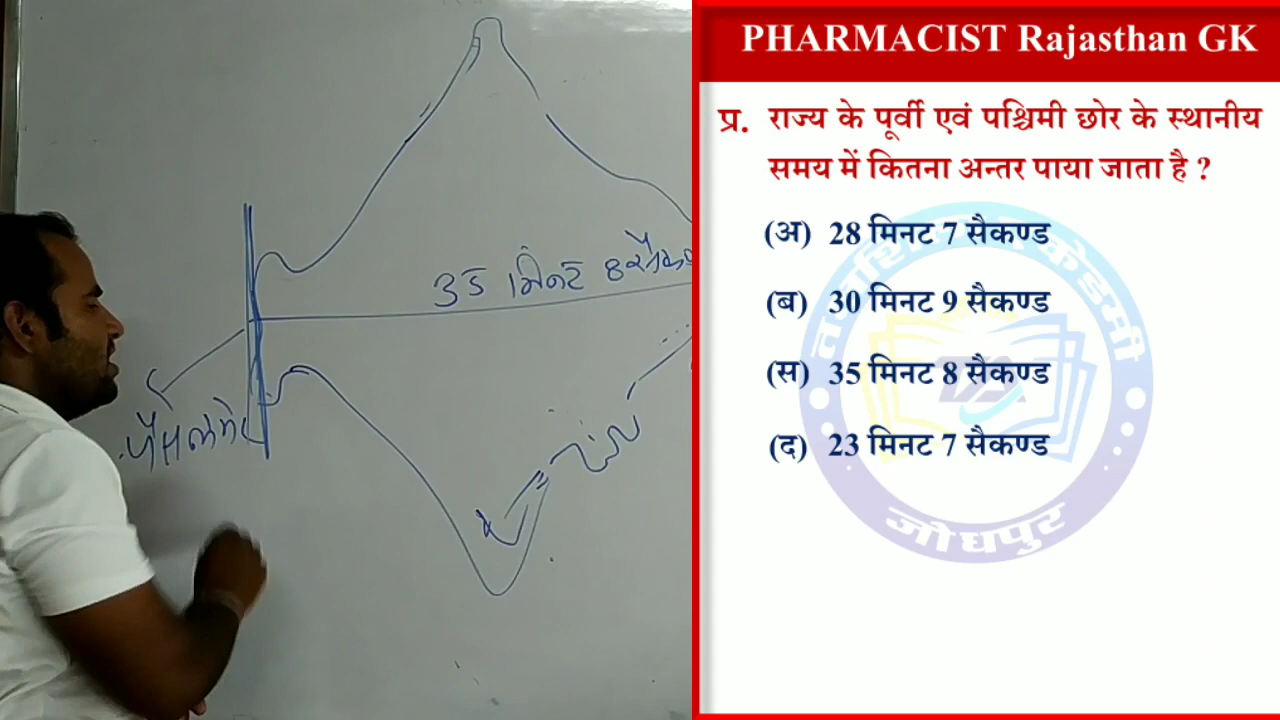 PHARMACIST Rajasthan GK
प्र. राज्य के पूर्वी एवं पश्चिमी छोर के स्थानीय
समय में कितना अन्तर पाया जाता है ?
(अ) 28 मिनट 7 सैकण्ड
(ब) 30 मिनट 9 सैकण्ड
(स) 35 मिनट 8 सैकण्ड
(द) 23 मिनट 7 सैकण्ड
जोधपुर
35 मिनट 8
जैसलमेर